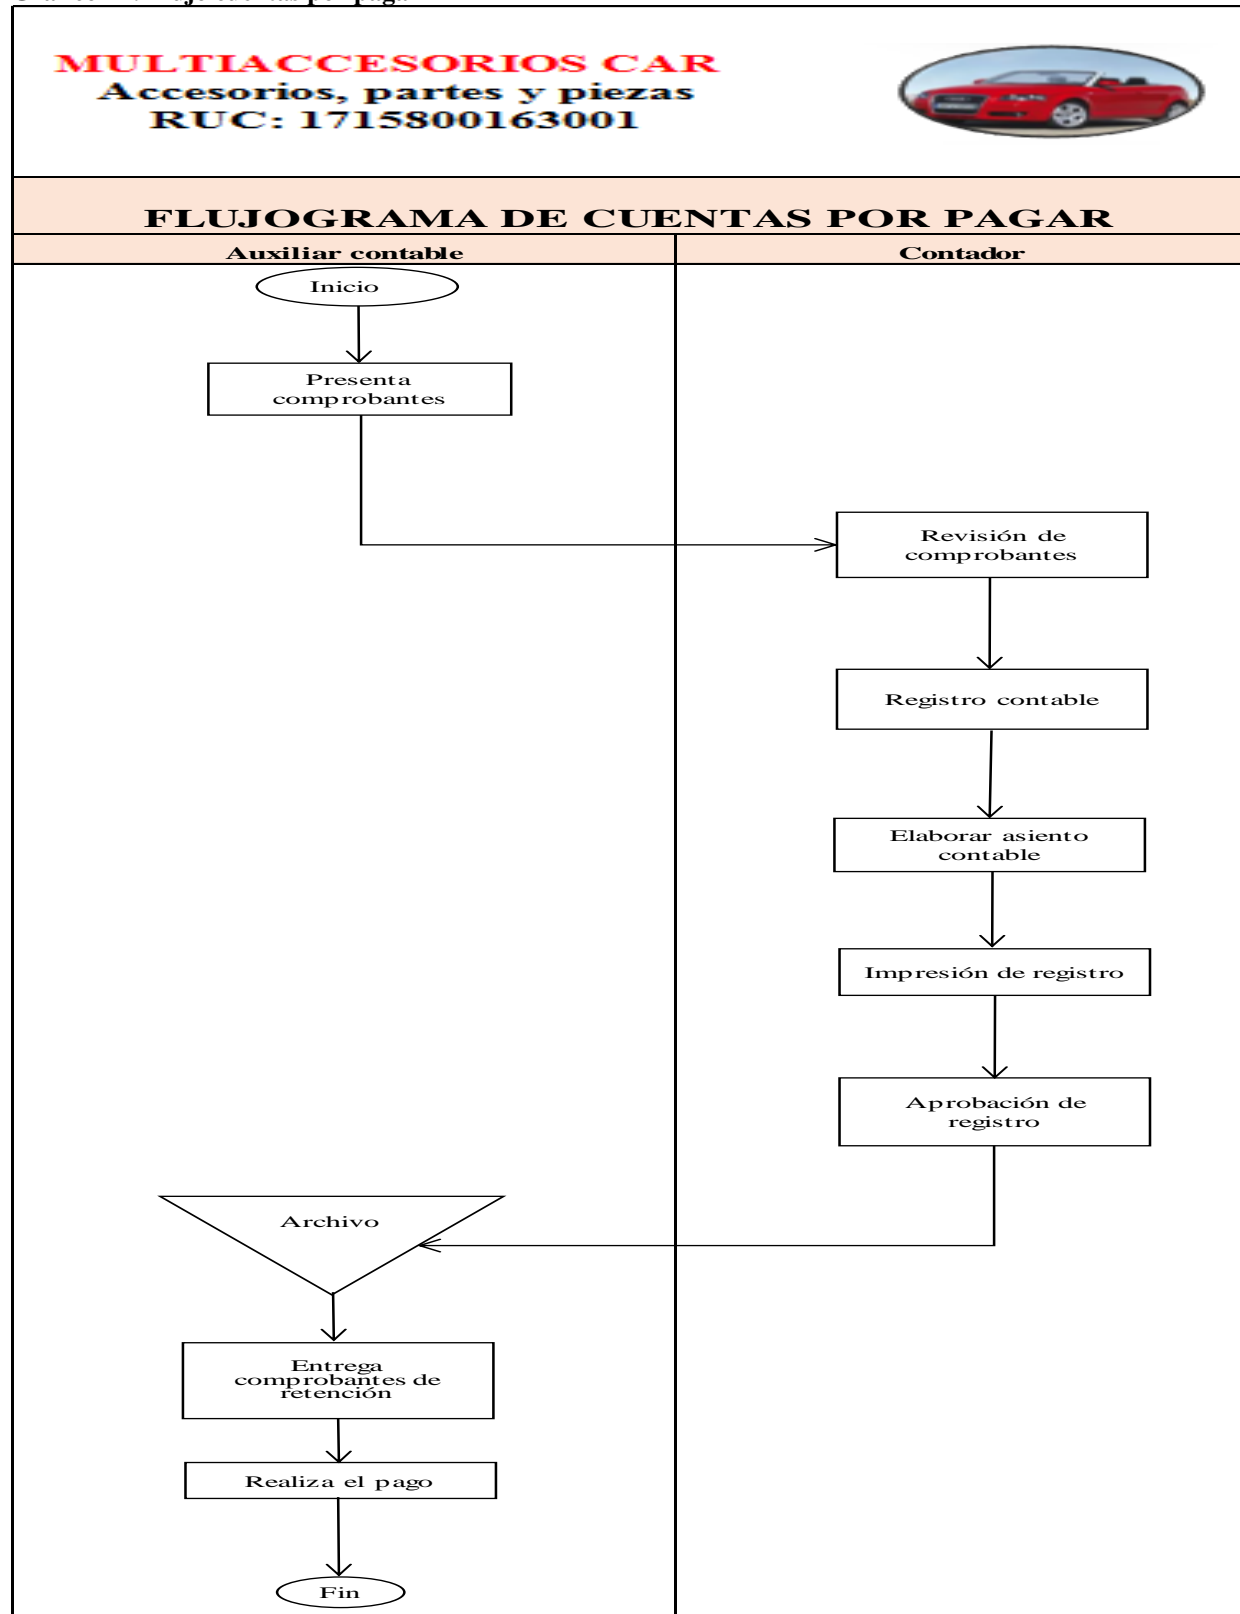 MULTIACCESORIOS CAR
Accesorios, partes y piezas
RUC: 1715800163001
FLUJOGRAMA DE CUENTAS POR PAGAR
Auxiliar contable
Contador
Inicio
Presenta
comprobantes
Revisión de
comprobantes
Registro contable
Elaborar asiento
contable
Impresión de registro
Aprobación de
registro
Archivo
Entrega
comprobantes de
retención
Realiza el pago
Fin